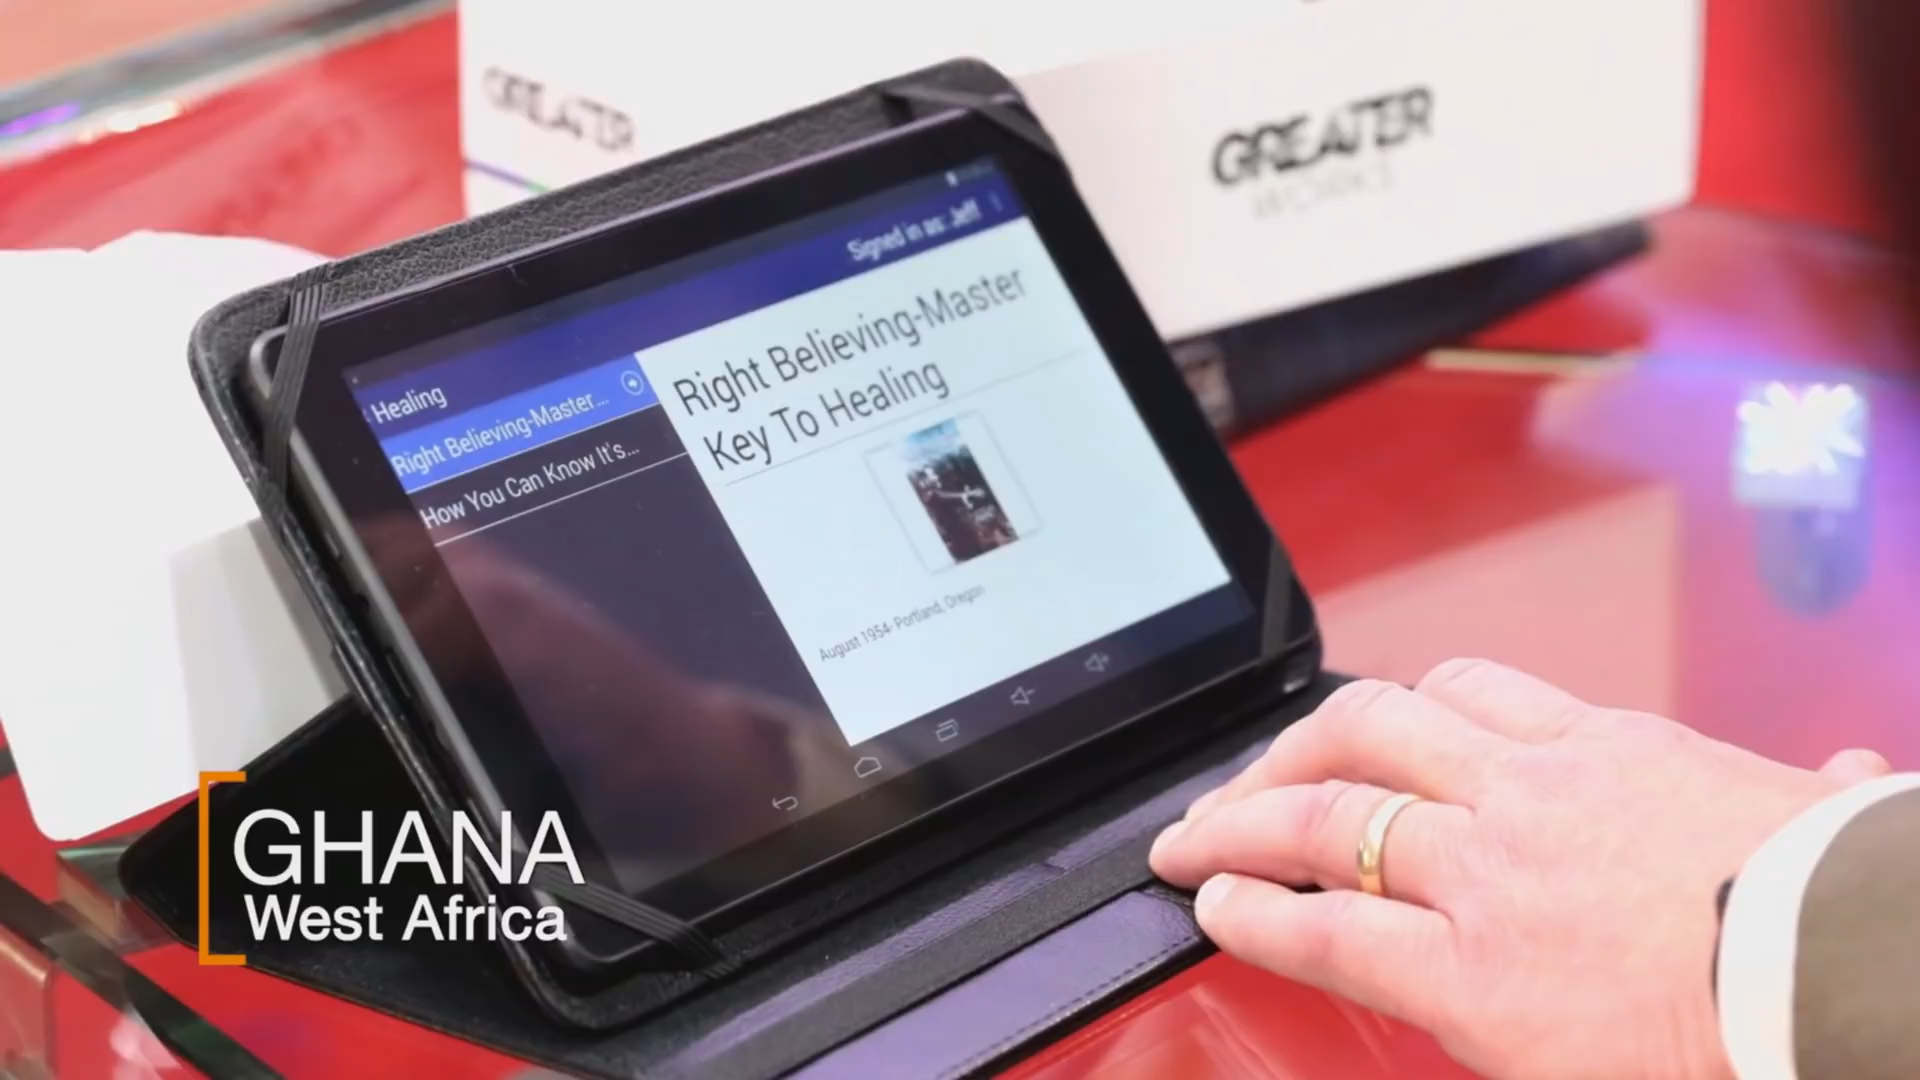 GREATER
GREATER
WORKS
Signed in as: Jeff
Healing
Right Believing-Master...
How You Can Know It's...
Right Believing-Master
Key To Healing
August 1954- Portland, Oregon
GHANA
West Africa